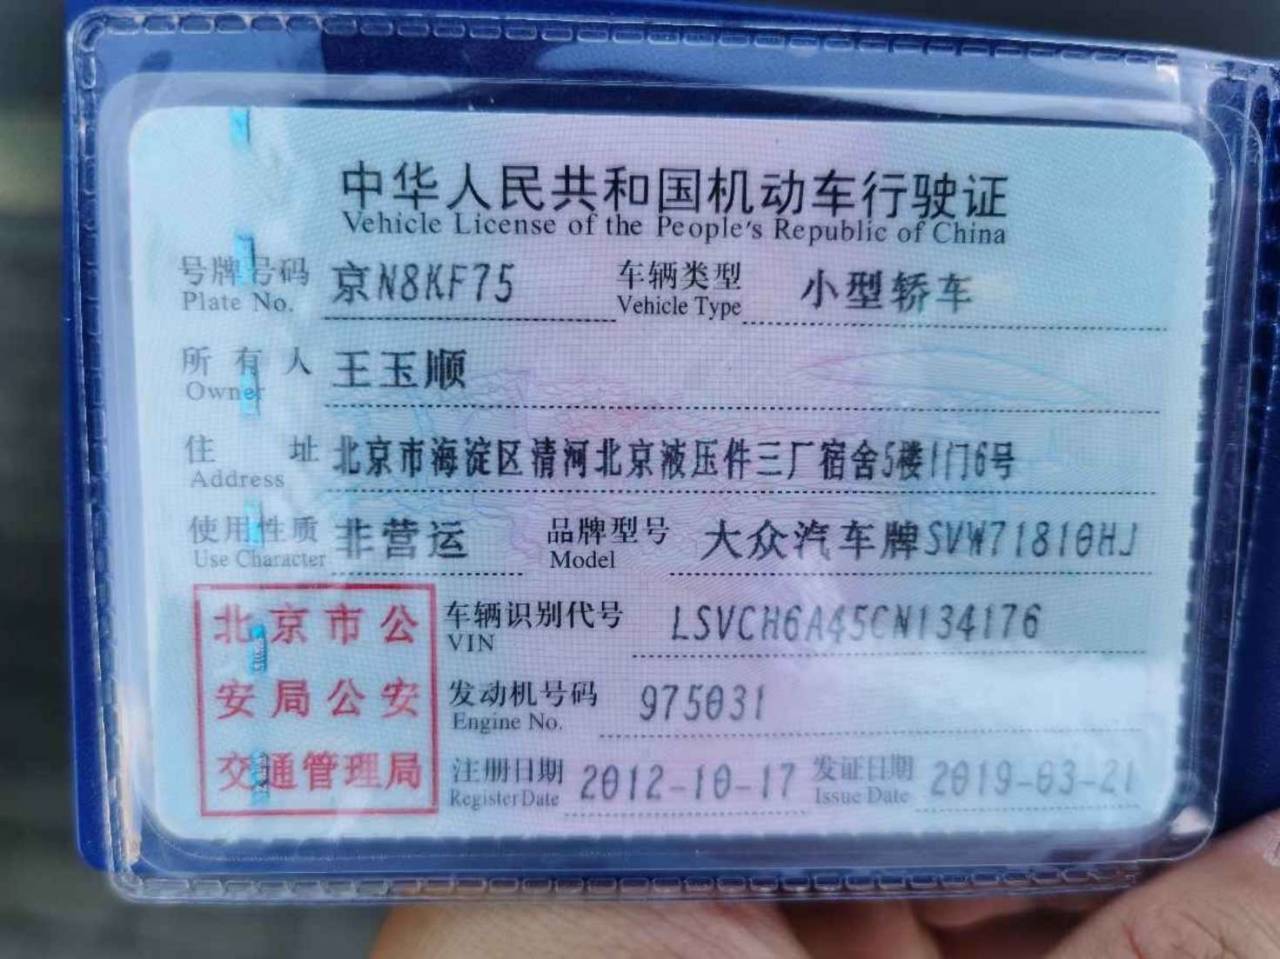 中华人民共和国机动车行驶证
Vehicle License of the People's Republic of China
号牌号码 京N8KF75 车辆类型 小型轿车
Plate No. Vehicle Type
所有人 王玉顺
Owner
住址 北京市海淀区清河北京液压件三厂宿舍5楼1门6号
Address
使用性质 非营运 品牌型号 大众汽车牌SVW71810HJ
Use Character Model
北京市公
安局公安
交通管理局
车辆识别代号 LSVCH6A45CN134176
VIN
发动机号码 975031
Engine No.
注册日期 2012-10-17 发证日期 2019-03-21
Register Date Issue Date